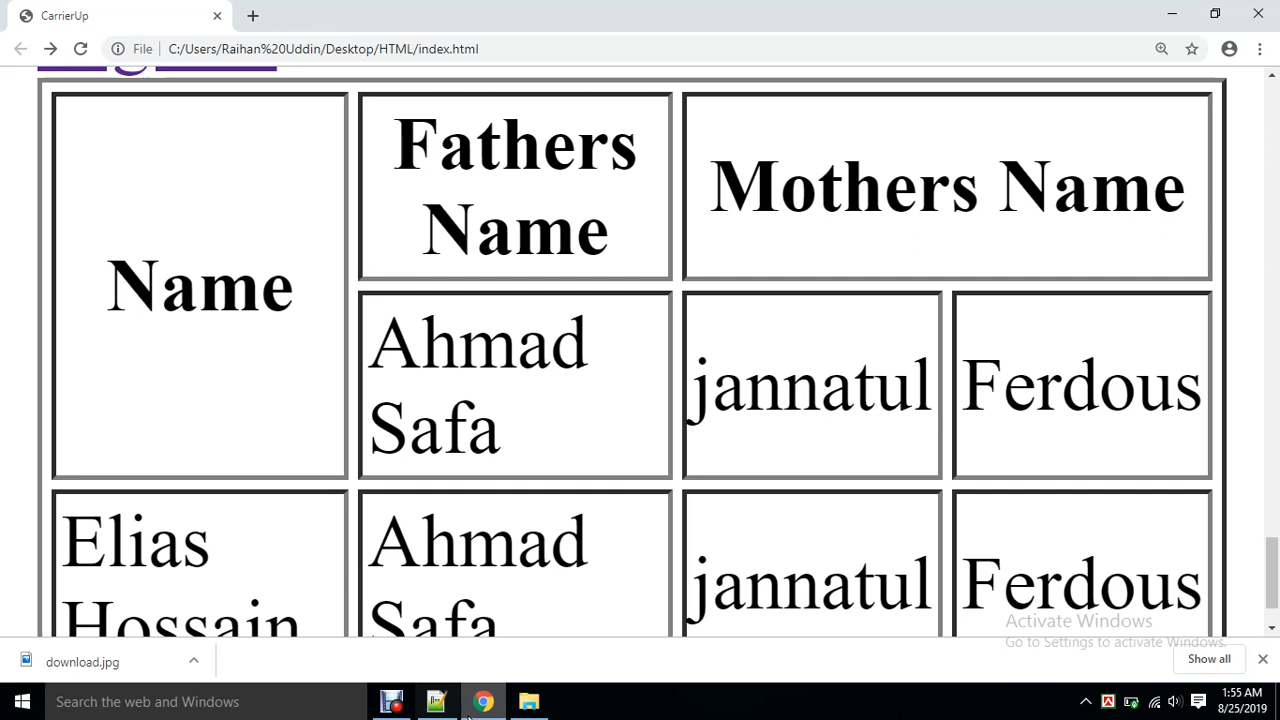 CarrierUp
File C:/Users/Raihan%20Uddin/Desktop/HTML/index.html
Name
Fathers
Name
Mothers Name
Ahmad
Safa
jannatul
Ferdous
Elias
Hossain
Ahmad
Safa
jannatul
Ferdous
Activate Windows
Go to Settings to activate Windows.
download.jpg
Show all
Search the web and Windows
1:55 AM
8/25/2019